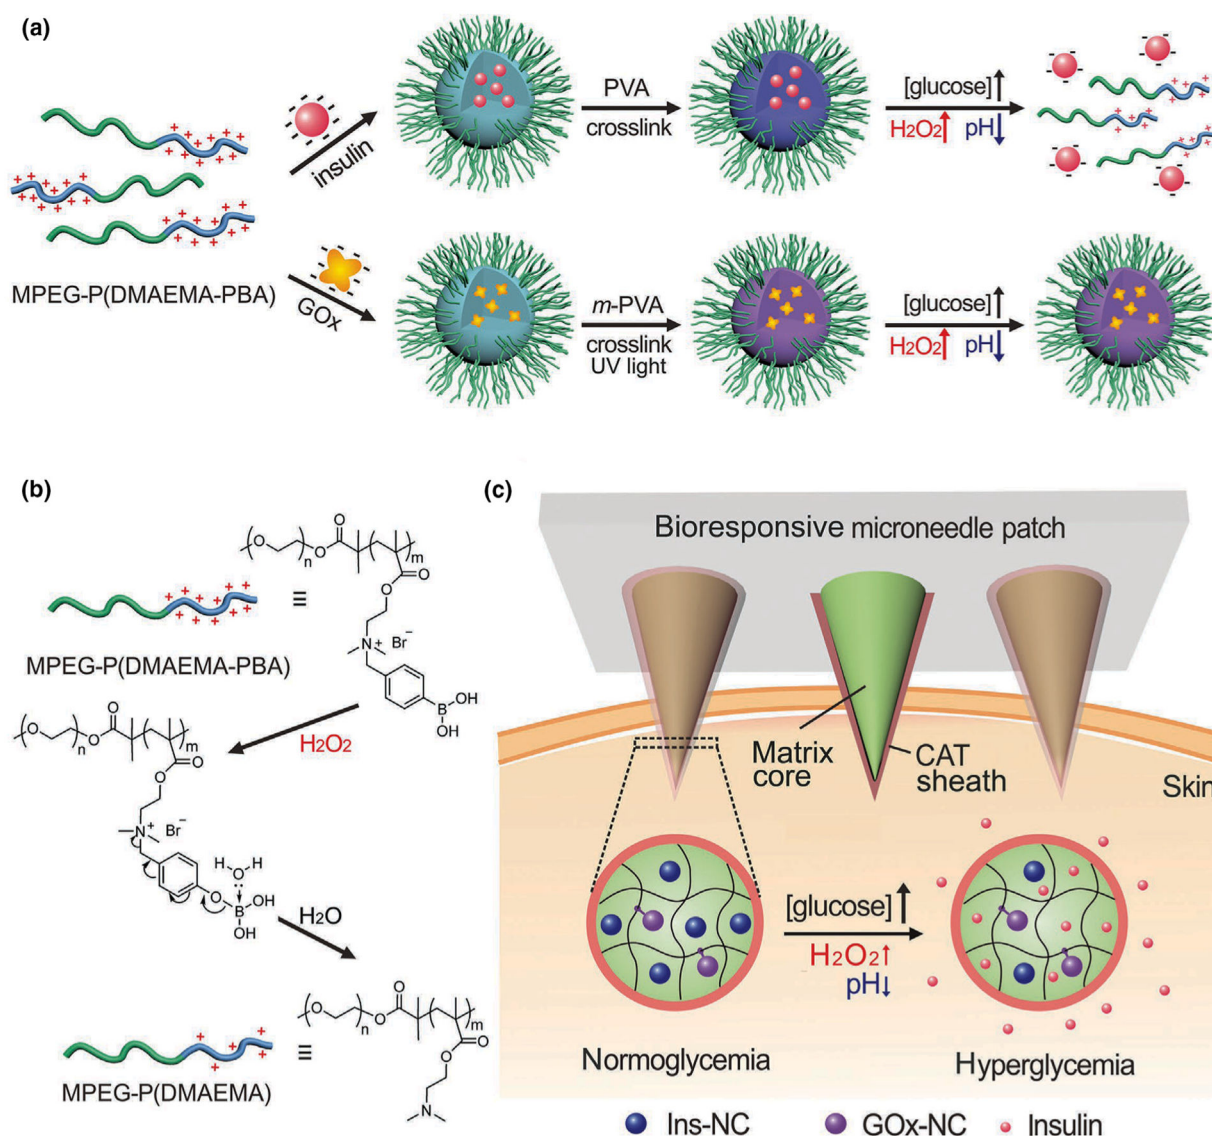 (a)
MPEG-P(DMAEMA-PBA)
insulin
PVA
crosslink
[glucose]↑
H2O2↑ pH↓
GOx
m-PVA
crosslink
UV light
[glucose]↑
H2O2↑ pH↓
(b)
MPEG-P(DMAEMA-PBA)
≡
O
n
O
O
m
O
O
N+ Br−
B
OH
OH
H2O2
O
n
O
O
m
O
O
N+ Br−
H O H
O
B
OH
OH
H2O
MPEG-P(DMAEMA)
≡
O
n
O
O
m
O
O
N
(c)
Bioresponsive microneedle patch
Matrix
core
CAT
sheath
Skin
[glucose]↑
H2O2↑
pH↓
Normoglycemia
Hyperglycemia
Ins-NC
GOx-NC
Insulin